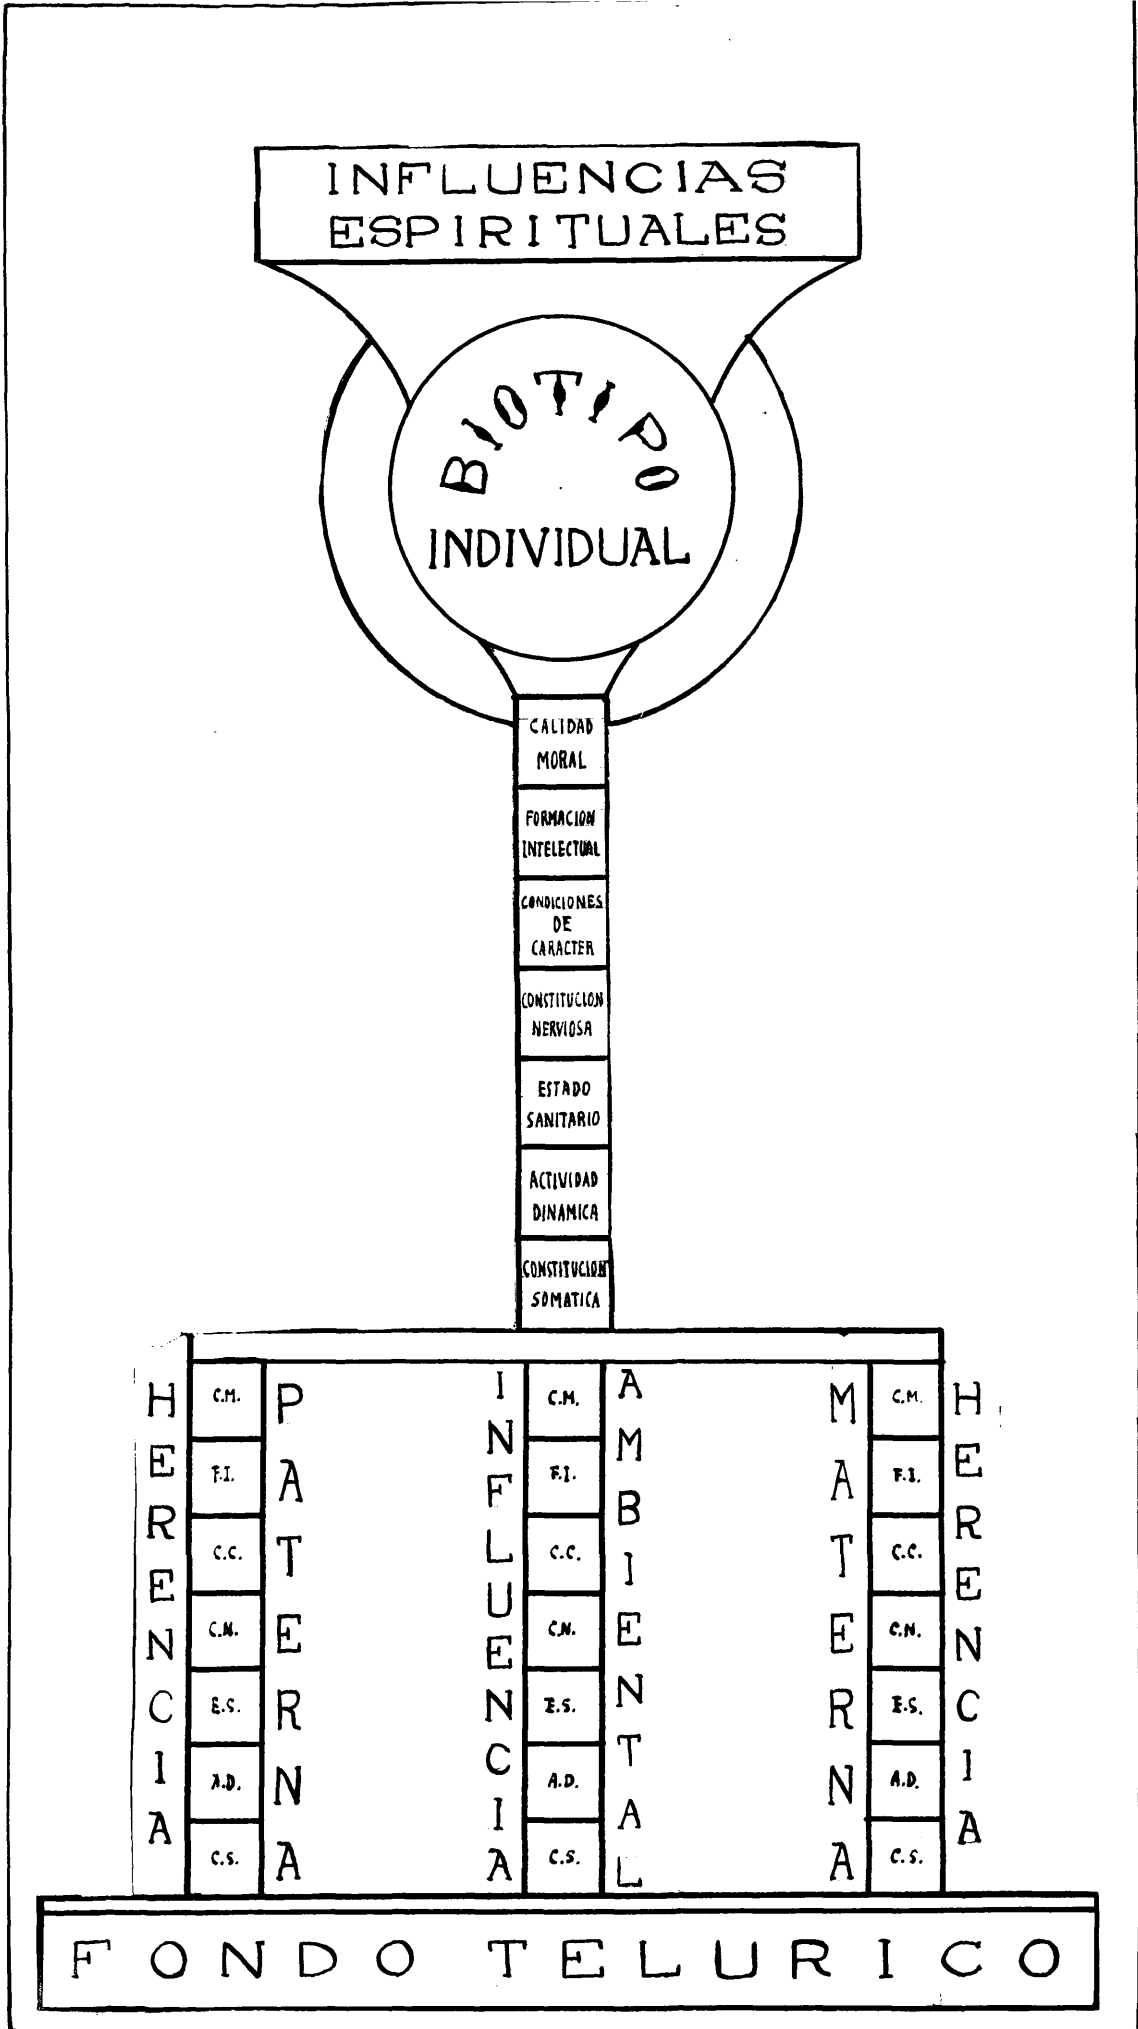 INFLUENCIAS
ESPIRITUALES
BIOTIPO
INDIVIDUAL
CALIDAD
MORAL
FORMACION
INTELECTUAL
CONDICIONES
DE
CARACTER
CONSTITUCION
NERVIOSA
ESTADO
SANITARIO
ACTIVIDAD
DINAMICA
CONSTITUCION
SOMATICA
HERENCIA
C.M.
F.I.
C.C.
C.N.
E.S.
A.D.
C.S.
PATERNA
INFLUENCIA
C.M.
F.I.
C.C.
C.N.
E.S.
A.D.
C.S.
AMBIENTAL
MATERNA
C.M.
F.I.
C.C.
C.N.
E.S.
A.D.
C.S.
HERENCIA
FONDO TELURICO